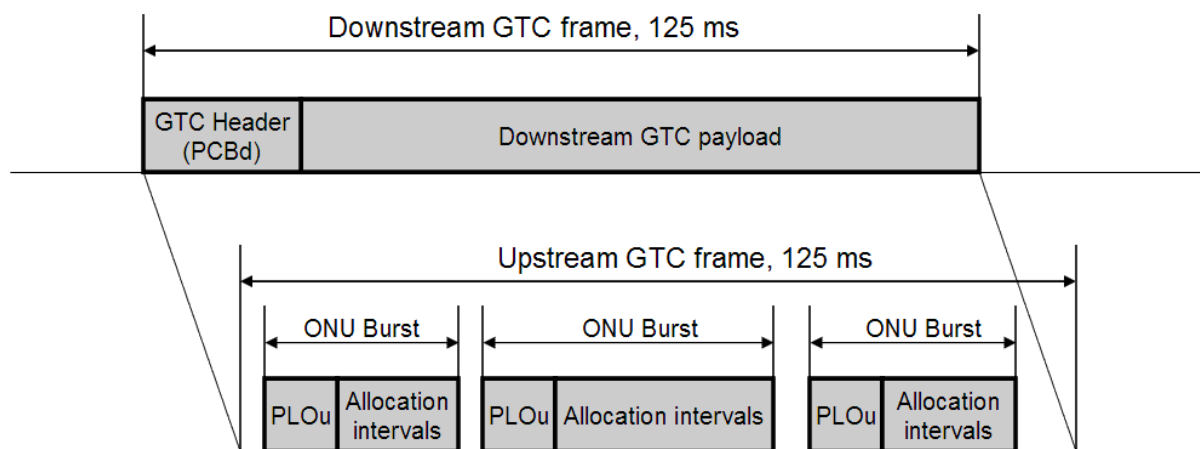 Downstream GTC frame, 125 ms
GTC Header
(PCBd)
Downstream GTC payload
Upstream GTC frame, 125 ms
ONU Burst
ONU Burst
ONU Burst
PLOu
Allocation
intervals
PLOu
Allocation intervals
PLOu
Allocation
intervals